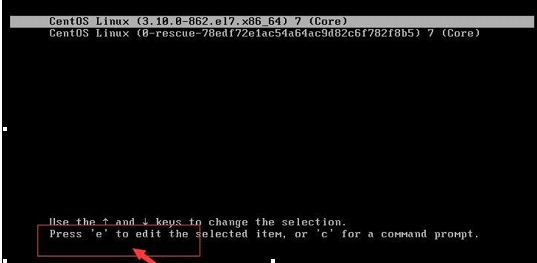 CentOS Linux (3.10.0-862.el7.x86_64) 7 (Core)
CentOS Linux (0-rescue-78edf72e1ac54a64ac9d82c6f782f8b5) 7 (Core)
Use the ↑ and ↓ keys to change the selection.
Press 'e' to edit the selected item, or 'c' for a command prompt.